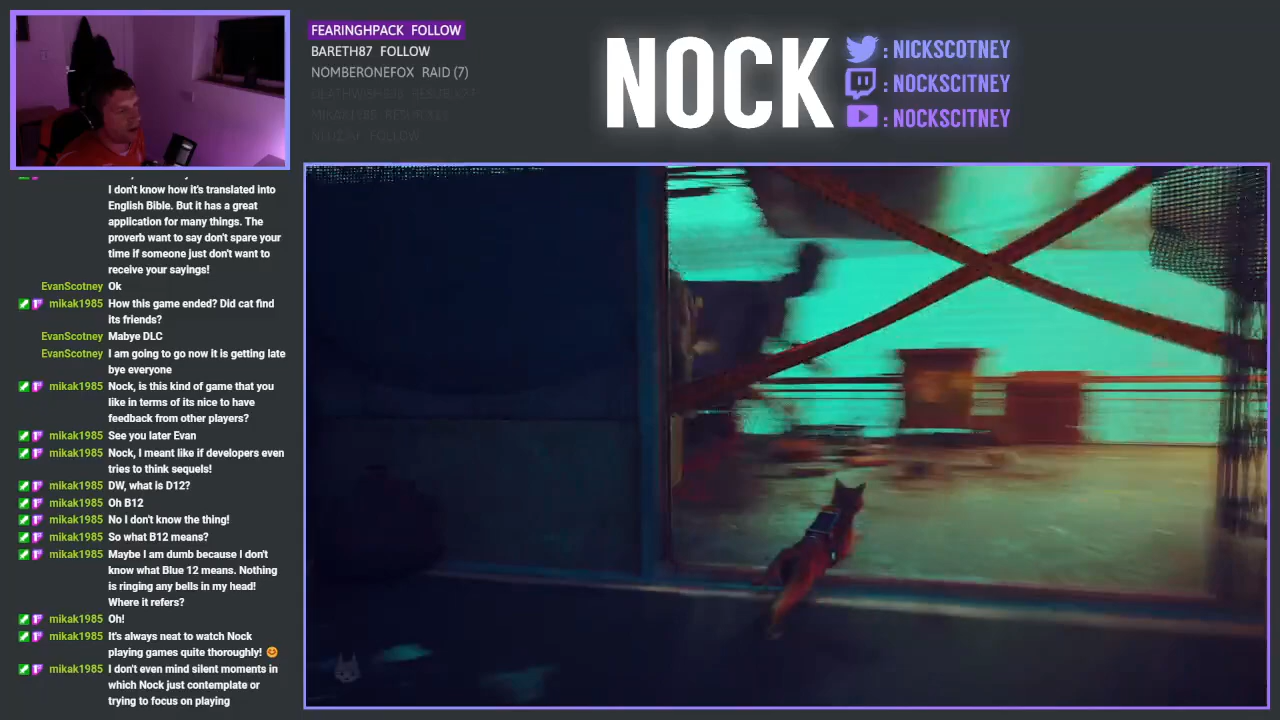 FEARINGHPACK FOLLOW
BARETH87 FOLLOW
NOMBERONEFOX RAID (7)
NOCK
: NICKSCOTNEY
: NOCKSCITNEY
: NOCKSCITNEY
I don't know how it's translated into
English Bible. But it has a great
application for many things. The
proverb want to say don't spare your
time if someone just don't want to
receive your sayings!
EvanScotney Ok
mikak1985 How this game ended? Did cat find
its friends?
EvanScotney Mabye DLC
EvanScotney I am going to go now it is getting late
bye everyone
mikak1985 Nock, is this kind of game that you
like in terms of its nice to have
feedback from other players?
mikak1985 See you later Evan
mikak1985 Nock, I meant like if developers even
tries to think sequels!
mikak1985 DW, what is D12?
mikak1985 Oh B12
mikak1985 No I don't know the thing!
mikak1985 So what B12 means?
mikak1985 Maybe I am dumb because I don't
know what Blue 12 means. Nothing
is ringing any bells in my head!
Where it refers?
mikak1985 Oh!
mikak1985 It's always neat to watch Nock
playing games quite thoroughly! 😊
mikak1985 I don't even mind silent moments in
which Nock just contemplate or
trying to focus on playing